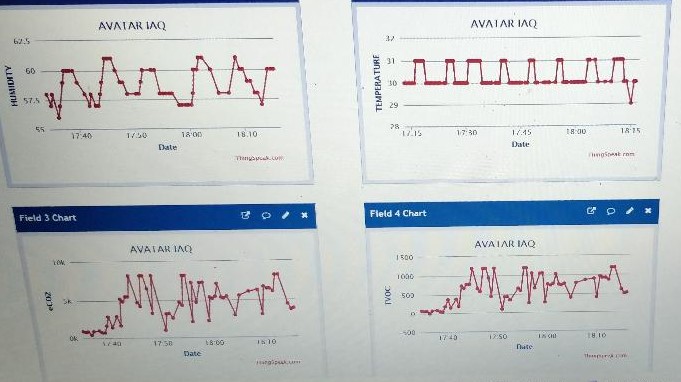 AVATAR IAQ
62.5
60
57.5
55
HUMIDITY
17:40
17:50
18:00
18:10
Date
ThingSpeak.com
AVATAR IAQ
32
31
30
29
28
TEMPERATURE
17:15
17:30
17:45
18:00
18:15
Date
ThingSpeak.com
Field 3 Chart
AVATAR IAQ
10k
5k
0k
eCO2
17:40
17:50
18:00
18:10
Date
ThingSpeak.com
Field 4 Chart
AVATAR IAQ
1500
1000
500
0
-500
TVOC
17:40
17:50
18:00
18:10
Date
ThingSpeak.com